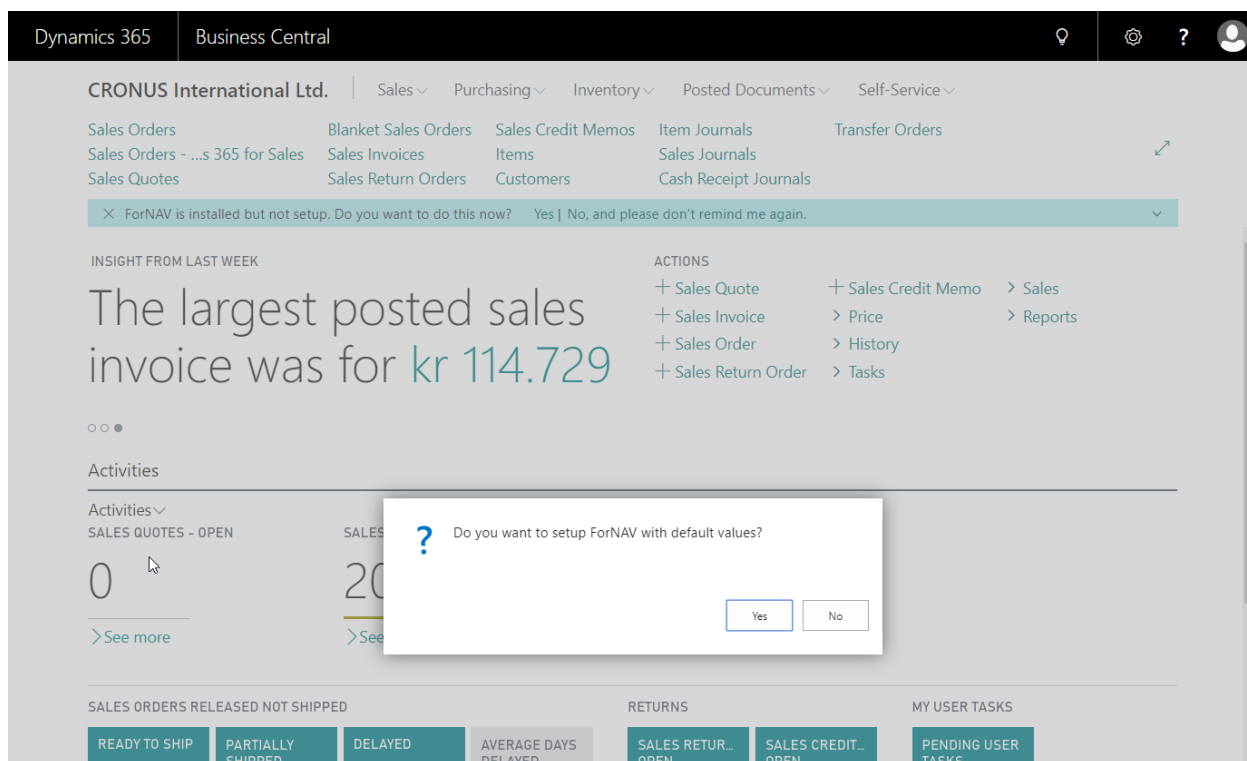 Dynamics 365 Business Central ?
CRONUS International Ltd. Sales Purchasing Inventory Posted Documents Self-Service
Sales Orders Blanket Sales Orders Sales Credit Memos Item Journals Transfer Orders
Sales Orders - ...s 365 for Sales Sales Invoices Items Sales Journals
Sales Quotes Sales Return Orders Customers Cash Receipt Journals
ForNAV is installed but not setup. Do you want to do this now? Yes | No, and please don't remind me again.
INSIGHT FROM LAST WEEK
The largest posted sales
invoice was for kr 114.729
ACTIONS
+ Sales Quote + Sales Credit Memo > Sales
+ Sales Invoice > Price > Reports
+ Sales Order > History
+ Sales Return Order > Tasks
Activities
Activities
SALES QUOTES - OPEN SALES
0 20
>See more >See
? Do you want to setup ForNAV with default values?
Yes No
SALES ORDERS RELEASED NOT SHIPPED RETURNS MY USER TASKS
READY TO SHIP PARTIALLY DELAYED AVERAGE DAYS SALES RETUR... SALES CREDIT... PENDING USER
SHIPPED DELAYED OPEN OPEN TASKS